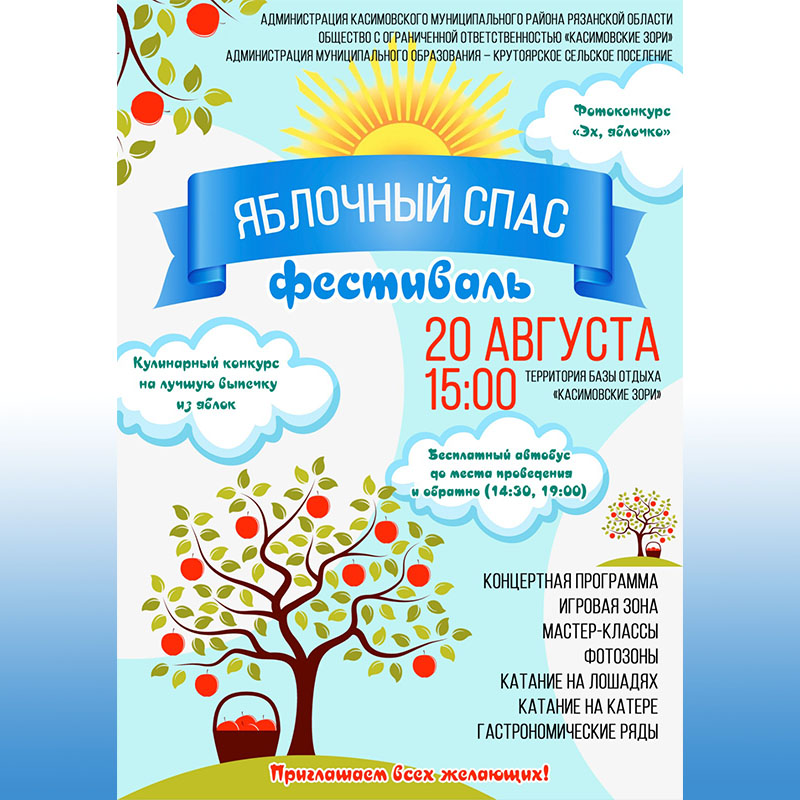 АДМИНИСТРАЦИЯ КАСИМОВСКОГО МУНИЦИПАЛЬНОГО РАЙОНА РЯЗАНСКОЙ ОБЛАСТИ
ОБЩЕСТВО С ОГРАНИЧЕННОЙ ОТВЕТСТВЕННОСТЬЮ «КАСИМОВСКИЕ ЗОРИ»
АДМИНИСТРАЦИЯ МУНИЦИПАЛЬНОГО ОБРАЗОВАНИЯ – КРУТОЯРСКОЕ СЕЛЬСКОЕ ПОСЕЛЕНИЕ
Фотоконкурс
«Эх, яблочко»
ЯБЛОЧНЫЙ СПАС
фестиваль
20 АВГУСТА
15:00
ТЕРРИТОРИЯ БАЗЫ ОТДЫХА
«КАСИМОВСКИЕ ЗОРИ»
Кулинарный конкурс
на лучшую выпечку
из яблок
Бесплатный автобус
до места проведения
и обратно (14:30, 19:00)
КОНЦЕРТНАЯ ПРОГРАММА
ИГРОВАЯ ЗОНА
МАСТЕР-КЛАССЫ
ФОТОЗОНЫ
КАТАНИЕ НА ЛОШАДЯХ
КАТАНИЕ НА КАТЕРЕ
ГАСТРОНОМИЧЕСКИЕ РЯДЫ
Приглашаем всех желающих!